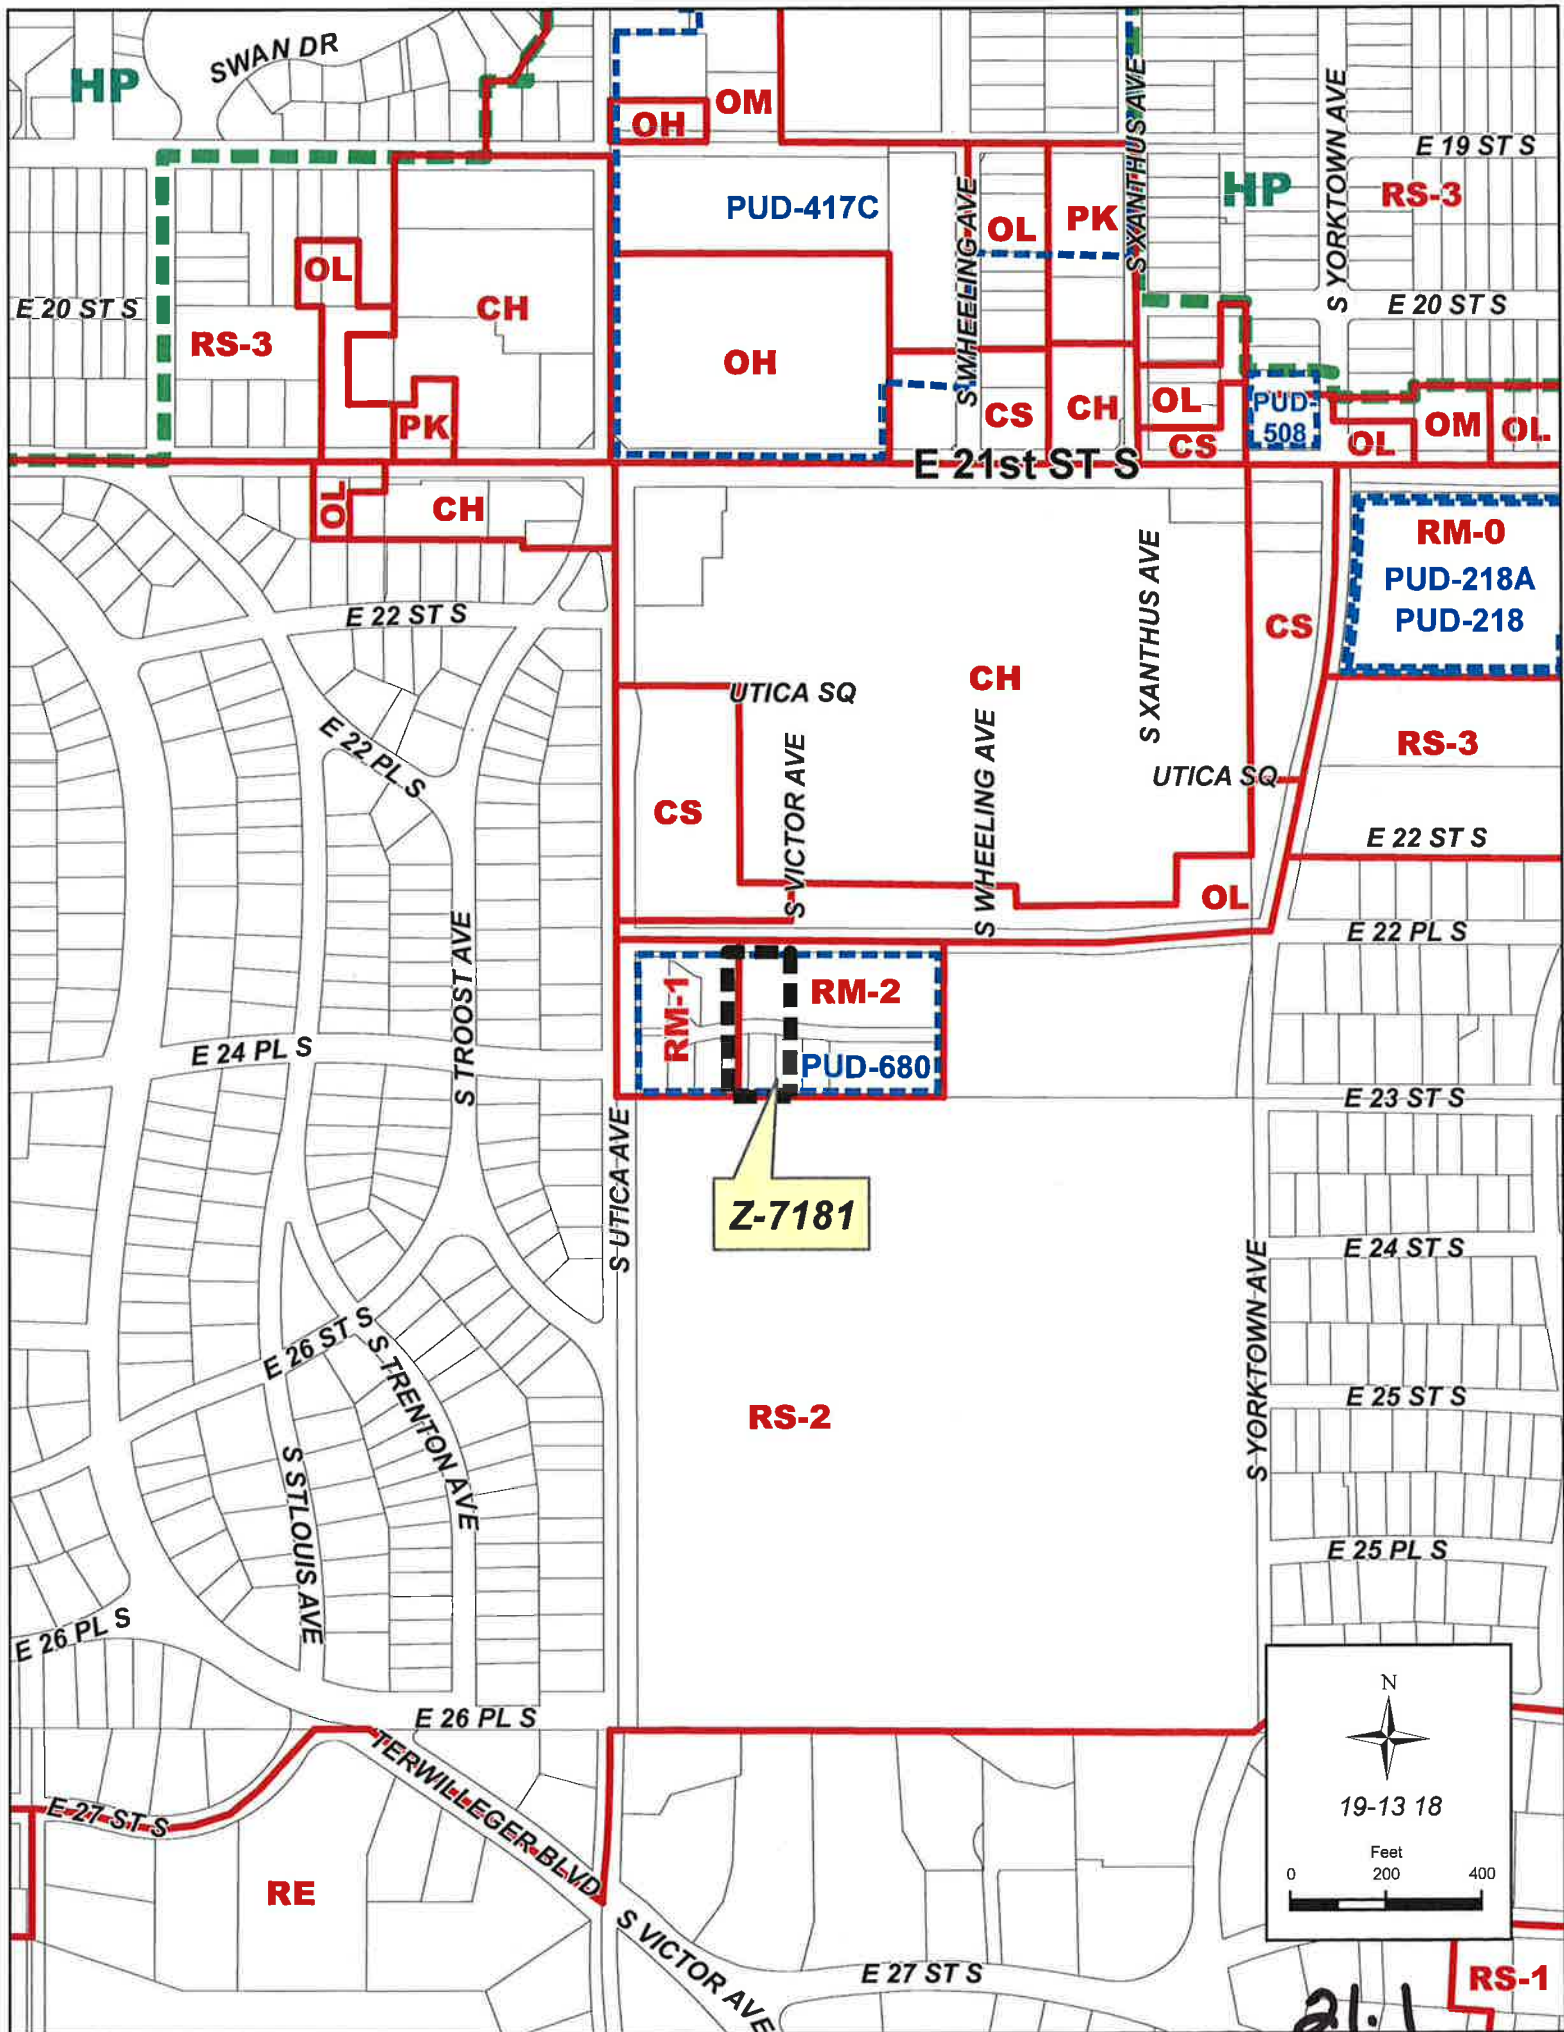 SWAN DR
HP
OM
OH
S XANTHUS AVE
S YORKTOWN AVE
E 19 ST S
HP
RS-3
PUD-417C
S WHEELING AVE
OL
PK
OL
E 20 ST S
CH
E 20 ST S
RS-3
OH
PK
CS
CH
OL
CS
PUD-
508
OL
OM
OL
E 21st ST S
OL
CH
RM-0
PUD-218A
PUD-218
E 22 ST S
S XANTHUS AVE
CS
CH
UTICA SQ
E 22 PL S
S VICTOR AVE
S WHEELING AVE
RS-3
UTICA SQ
CS
E 22 ST S
OL
S TROOST AVE
E 22 PL S
RM-1
RM-2
PUD-680
E 24 PL S
E 23 ST S
S UTICA AVE
Z-7181
S YORKTOWN AVE
E 24 ST S
E 26 ST S
S TRENTON AVE
RS-2
E 25 ST S
S STLOUIS AVE
E 25 PL S
E 26 PL S
E 26 PL S
TERWILLEGER BLVD
N
19-13 18
Feet
0 200 400
E 27 ST S
RE
S VICTOR AVE
E 27 ST S
RS-1
21.1